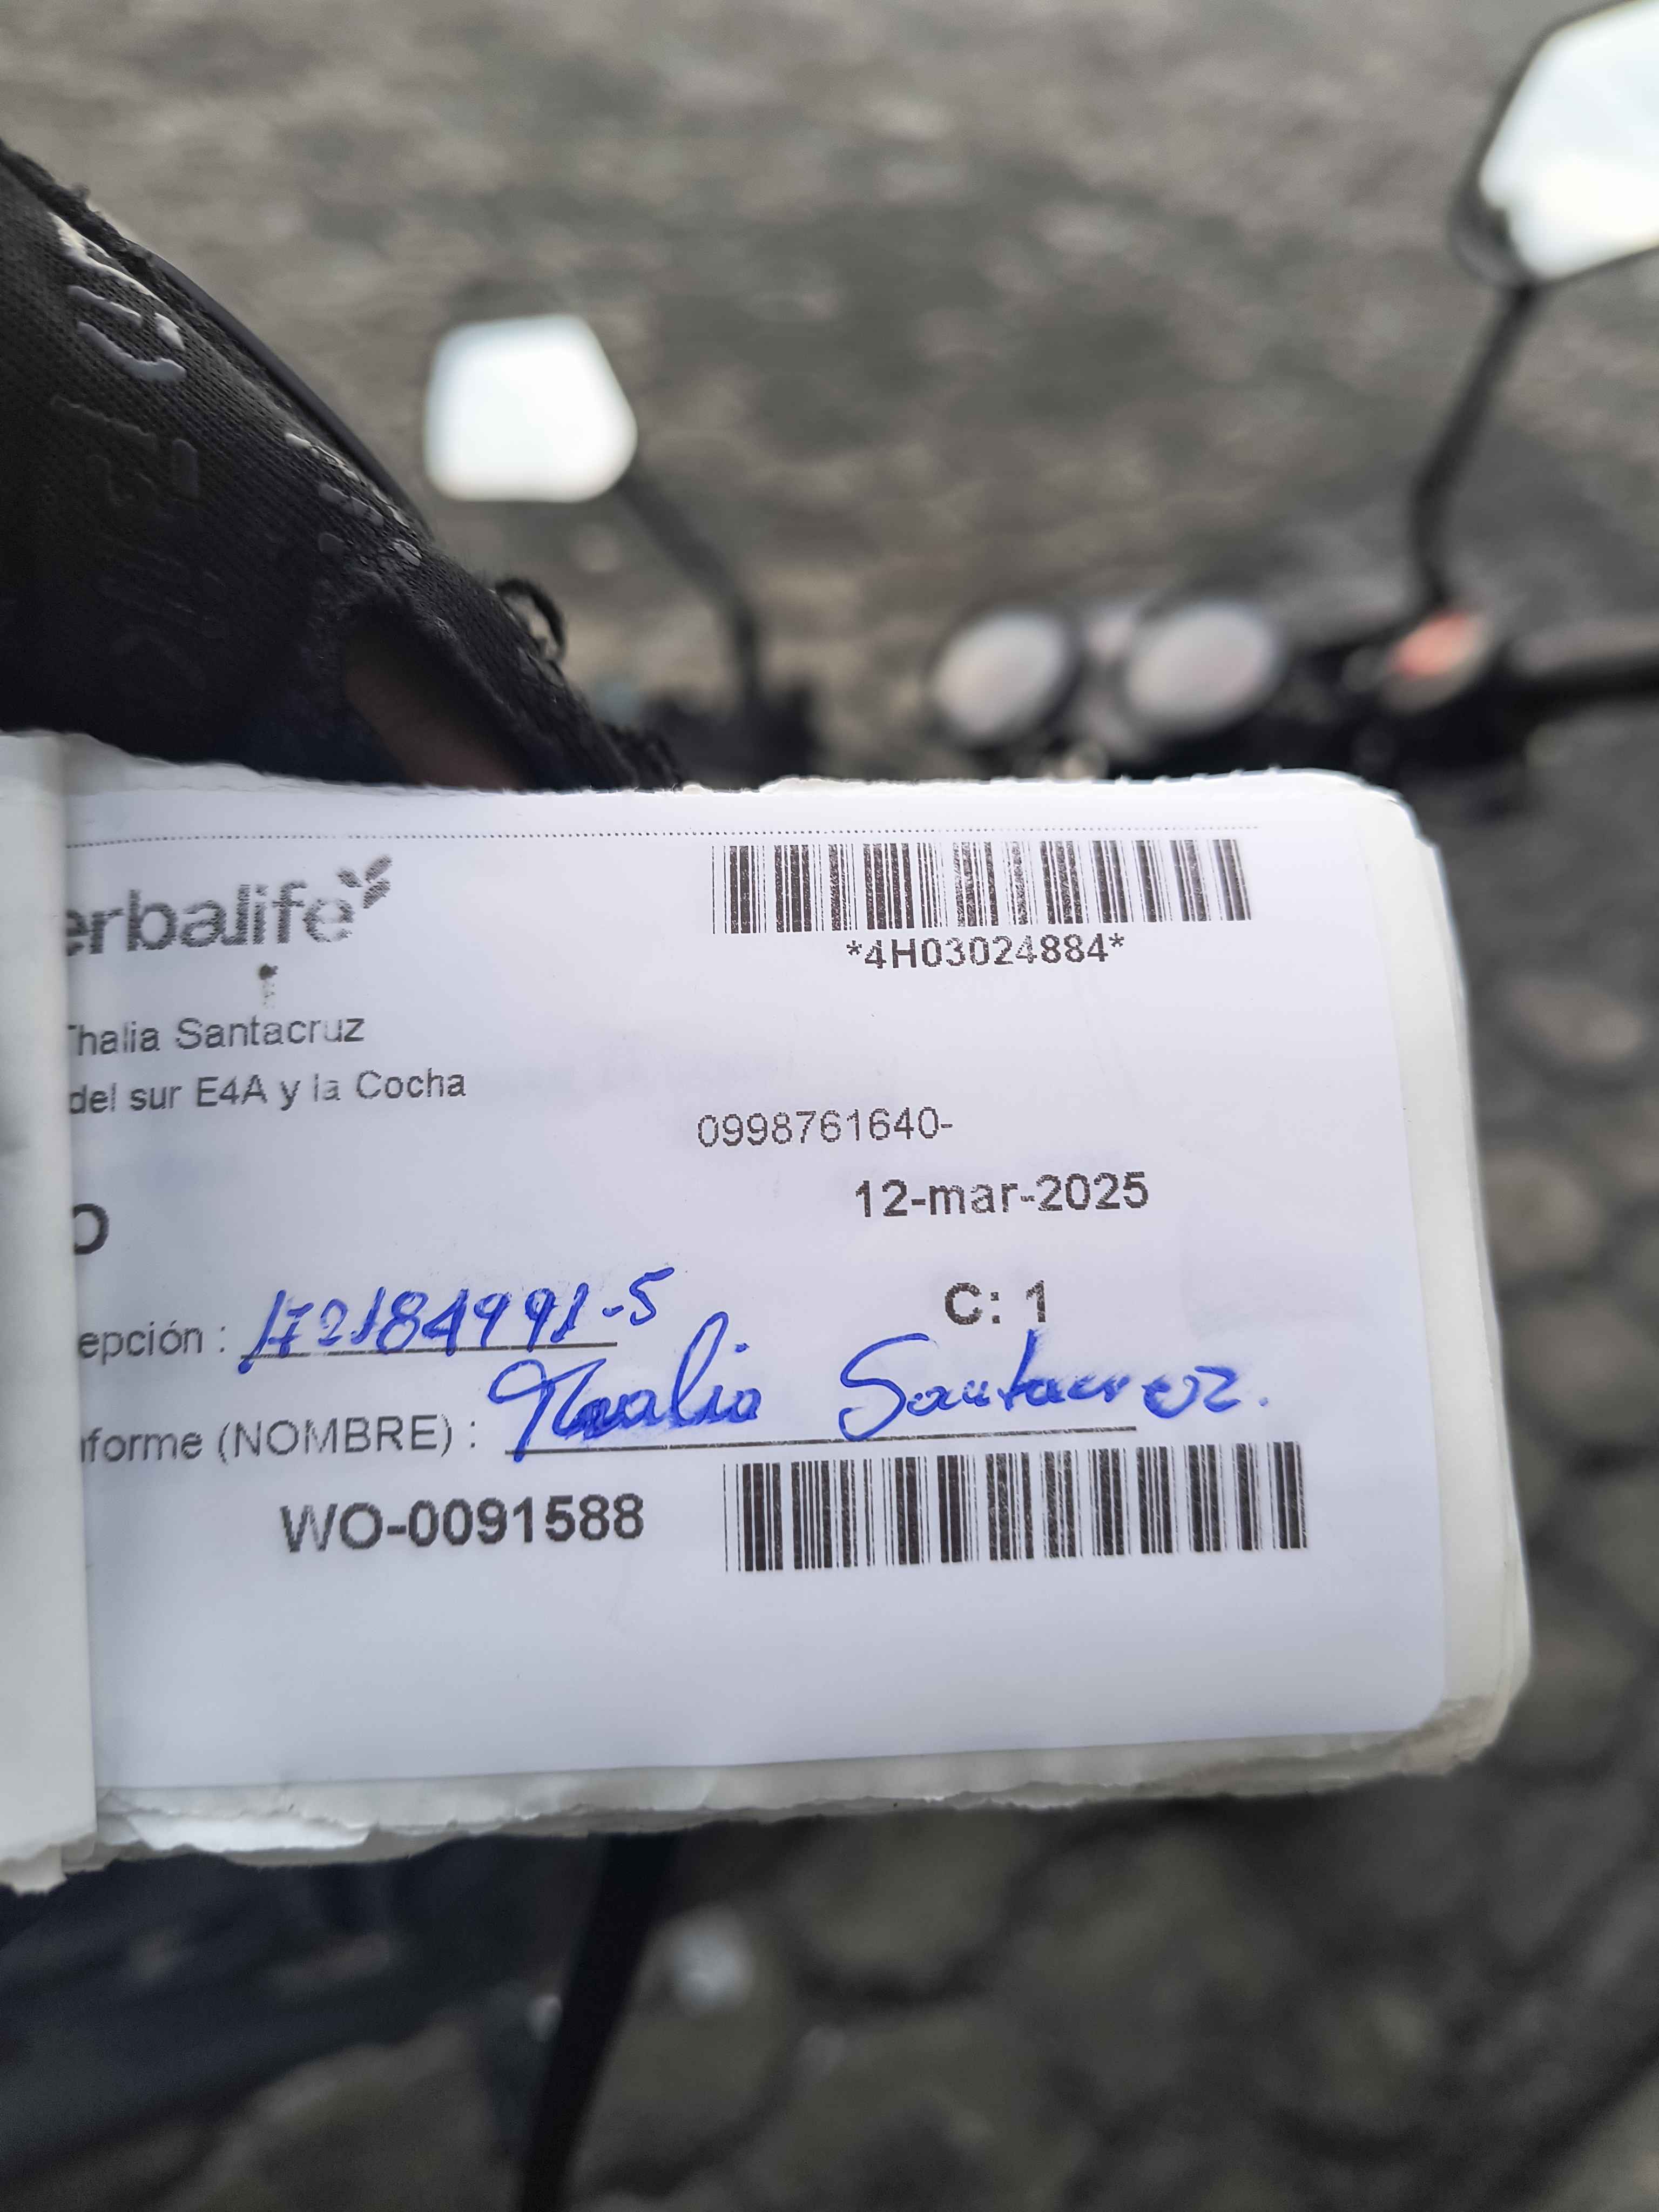 erbalife
*4H03024884*
Thalia Santacruz
del sur E4A y la Cocha
0998761640-
12-mar-2025
O
C: 1
epción : 172184991-5
nforme (NOMBRE) : Thalia Santacruz.
WO-0091588